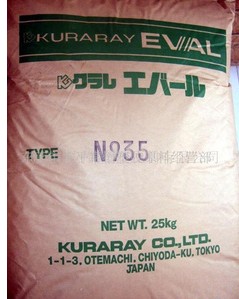 KURARAY EVAL
クラレ エバール
TYPE N935
NET WT. 25kg
KURARAY CO., LTD.
1-1-3, OTEMACHI, CHIYODA-KU, TOKYO
JAPAN